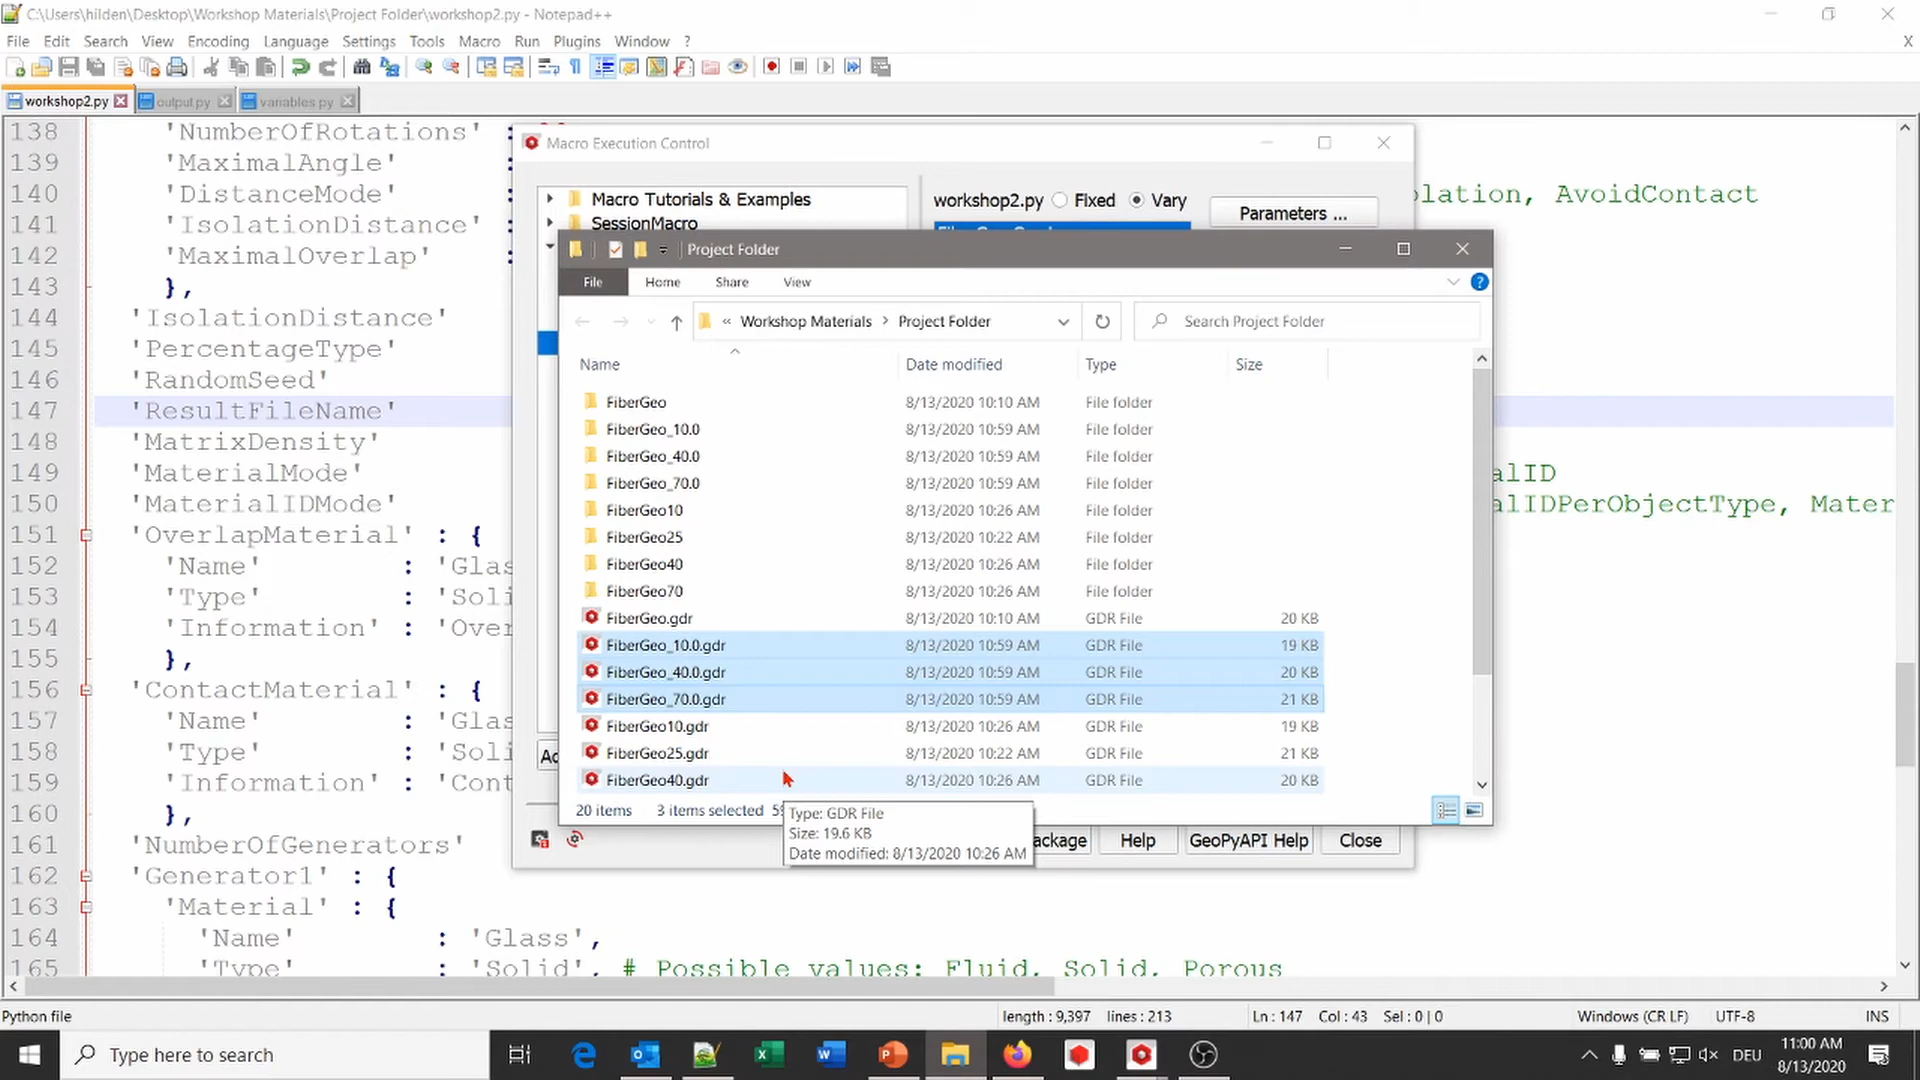 C:\Users\hilden\Desktop\Workshop Materials\Project Folder\workshop2.py - Notepad++
File Edit Search View Encoding Language Settings Tools Macro Run Plugins Window ?
X
workshop2.py output.py variables.py
138 'NumberOfRotations' :
139 'MaximalAngle' :
140 'DistanceMode' : olation, AvoidContact
141 'IsolationDistance' :
142 'MaximalOverlap' :
143 },
144 'IsolationDistance'
145 'PercentageType'
146 'RandomSeed'
147 'ResultFileName'
148 'MatrixDensity'
149 'MaterialMode' alID
150 'MaterialIDMode' alIDPerObjectType, Mater
151 'OverlapMaterial' : {
152 'Name' : 'Glas
153 'Type' : 'Soli
154 'Information' : 'Over
155 },
156 'ContactMaterial' : {
157 'Name' : 'Glas
158 'Type' : 'Soli
159 'Information' : 'Cont
160 },
161 'NumberOfGenerators'
162 'Generator1' : {
163 'Material' : {
164 'Name' : 'Glass',
165 'Type' : 'Solid', # Possible values: Fluid, Solid, Porous
Macro Execution Control
Macro Tutorials & Examples
SessionMacro
workshop2.py Fixed Vary
Parameters ...
Project Folder
File Home Share View
« Workshop Materials > Project Folder
Search Project Folder
Name Date modified Type Size
FiberGeo 8/13/2020 10:10 AM File folder
FiberGeo_10.0 8/13/2020 10:59 AM File folder
FiberGeo_40.0 8/13/2020 10:59 AM File folder
FiberGeo_70.0 8/13/2020 10:59 AM File folder
FiberGeo10 8/13/2020 10:26 AM File folder
FiberGeo25 8/13/2020 10:22 AM File folder
FiberGeo40 8/13/2020 10:26 AM File folder
FiberGeo70 8/13/2020 10:26 AM File folder
FiberGeo.gdr 8/13/2020 10:10 AM GDR File 20 KB
FiberGeo_10.0.gdr 8/13/2020 10:59 AM GDR File 19 KB
FiberGeo_40.0.gdr 8/13/2020 10:59 AM GDR File 20 KB
FiberGeo_70.0.gdr 8/13/2020 10:59 AM GDR File 21 KB
FiberGeo10.gdr 8/13/2020 10:26 AM GDR File 19 KB
FiberGeo25.gdr 8/13/2020 10:22 AM GDR File 21 KB
FiberGeo40.gdr 8/13/2020 10:26 AM GDR File 20 KB
20 items 3 items selected 59
Type: GDR File
Size: 19.6 KB
Date modified: 8/13/2020 10:26 AM
Ad
ackage Help GeoPyAPI Help Close
Python file length : 9,397 lines : 213 Ln : 147 Col : 43 Sel : 0 | 0 Windows (CR LF) UTF-8 INS
Type here to search
DEU
11:00 AM
8/13/2020